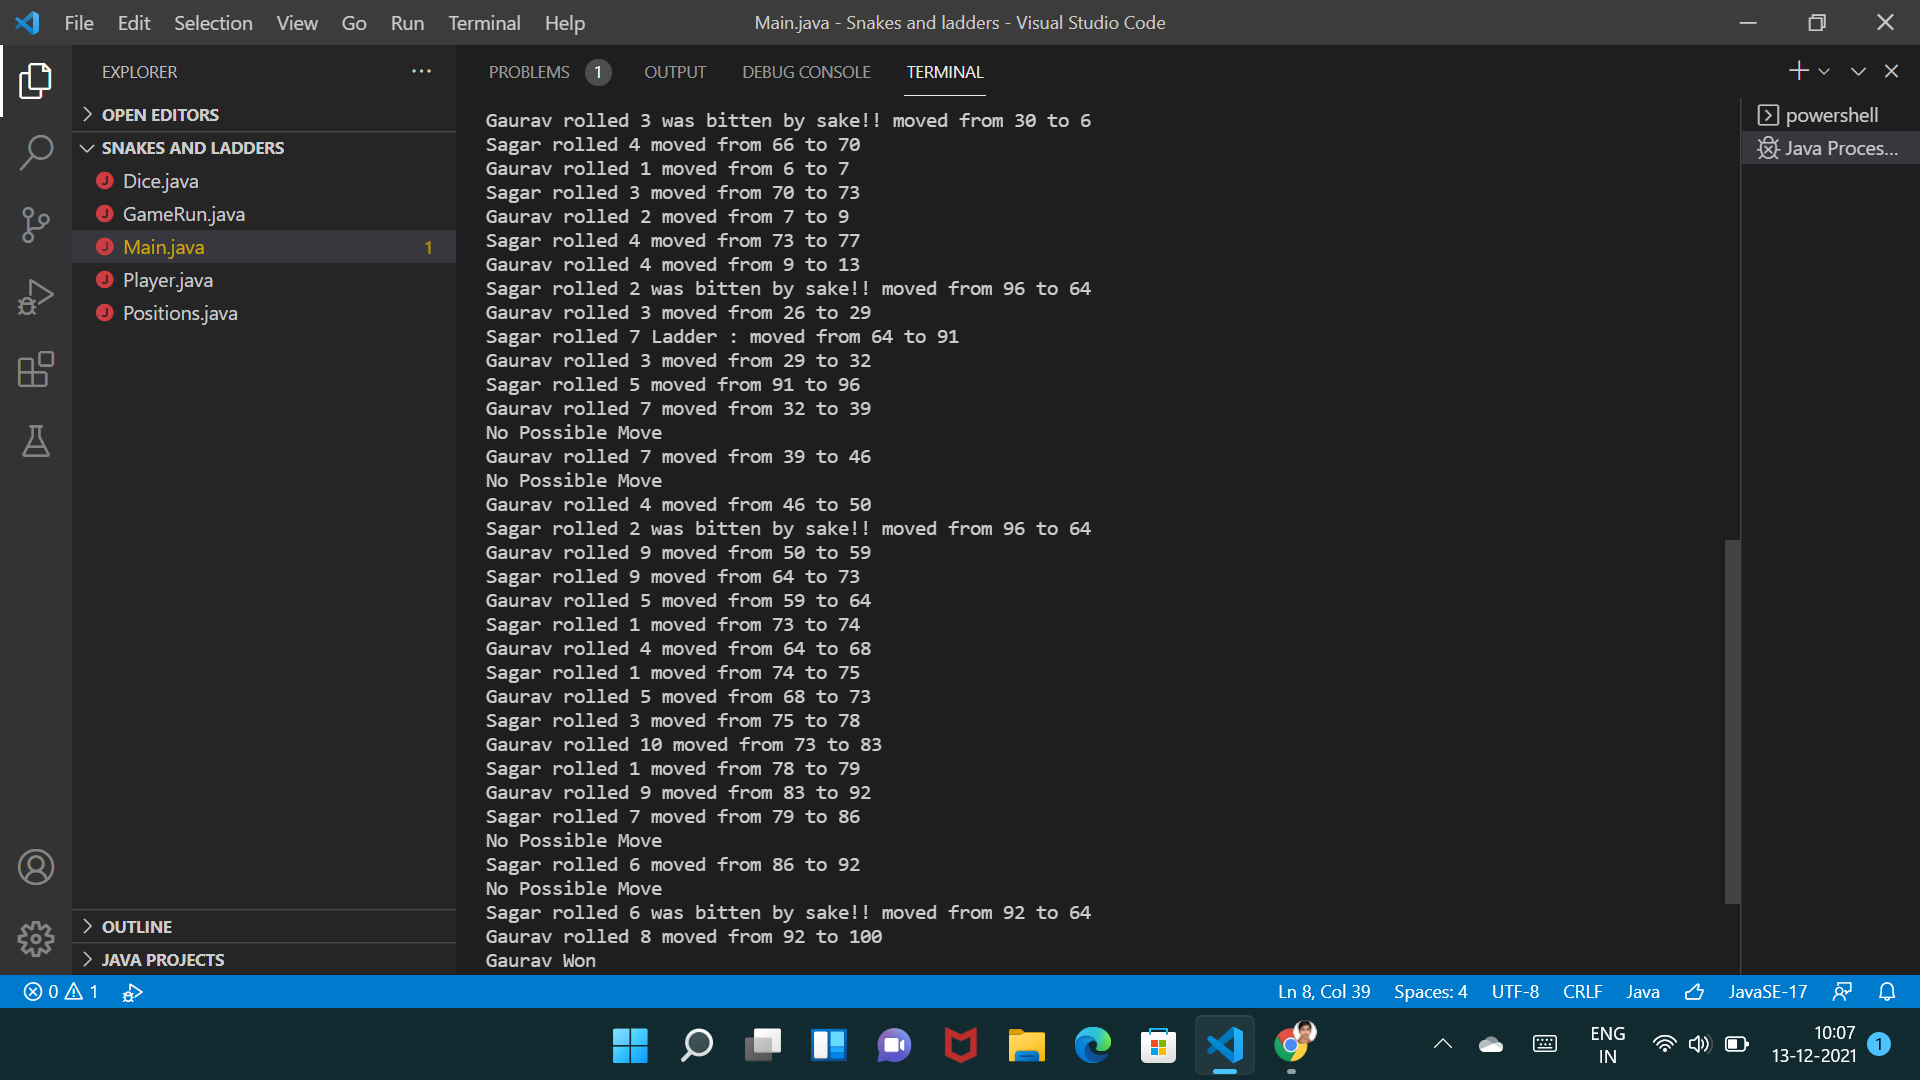 File Edit Selection View Go Run Terminal Help
Main.java - Snakes and ladders - Visual Studio Code
EXPLORER
OPEN EDITORS
SNAKES AND LADDERS
J Dice.java
J GameRun.java
J Main.java 1
J Player.java
J Positions.java
OUTLINE
JAVA PROJECTS
PROBLEMS 1 OUTPUT DEBUG CONSOLE TERMINAL
Gaurav rolled 3 was bitten by sake!! moved from 30 to 6
Sagar rolled 4 moved from 66 to 70
Gaurav rolled 1 moved from 6 to 7
Sagar rolled 3 moved from 70 to 73
Gaurav rolled 2 moved from 7 to 9
Sagar rolled 4 moved from 73 to 77
Gaurav rolled 4 moved from 9 to 13
Sagar rolled 2 was bitten by sake!! moved from 96 to 64
Gaurav rolled 3 moved from 26 to 29
Sagar rolled 7 Ladder : moved from 64 to 91
Gaurav rolled 3 moved from 29 to 32
Sagar rolled 5 moved from 91 to 96
Gaurav rolled 7 moved from 32 to 39
No Possible Move
Gaurav rolled 7 moved from 39 to 46
No Possible Move
Gaurav rolled 4 moved from 46 to 50
Sagar rolled 2 was bitten by sake!! moved from 96 to 64
Gaurav rolled 9 moved from 50 to 59
Sagar rolled 9 moved from 64 to 73
Gaurav rolled 5 moved from 59 to 64
Sagar rolled 1 moved from 73 to 74
Gaurav rolled 4 moved from 64 to 68
Sagar rolled 1 moved from 74 to 75
Gaurav rolled 5 moved from 68 to 73
Sagar rolled 3 moved from 75 to 78
Gaurav rolled 10 moved from 73 to 83
Sagar rolled 1 moved from 78 to 79
Gaurav rolled 9 moved from 83 to 92
Sagar rolled 7 moved from 79 to 86
No Possible Move
Sagar rolled 6 moved from 86 to 92
No Possible Move
Sagar rolled 6 was bitten by sake!! moved from 92 to 64
Gaurav rolled 8 moved from 92 to 100
Gaurav Won
powershell
Java Proces...
0 1
Ln 8, Col 39 Spaces: 4 UTF-8 CRLF Java JavaSE-17
ENG
IN
10:07
13-12-2021
1